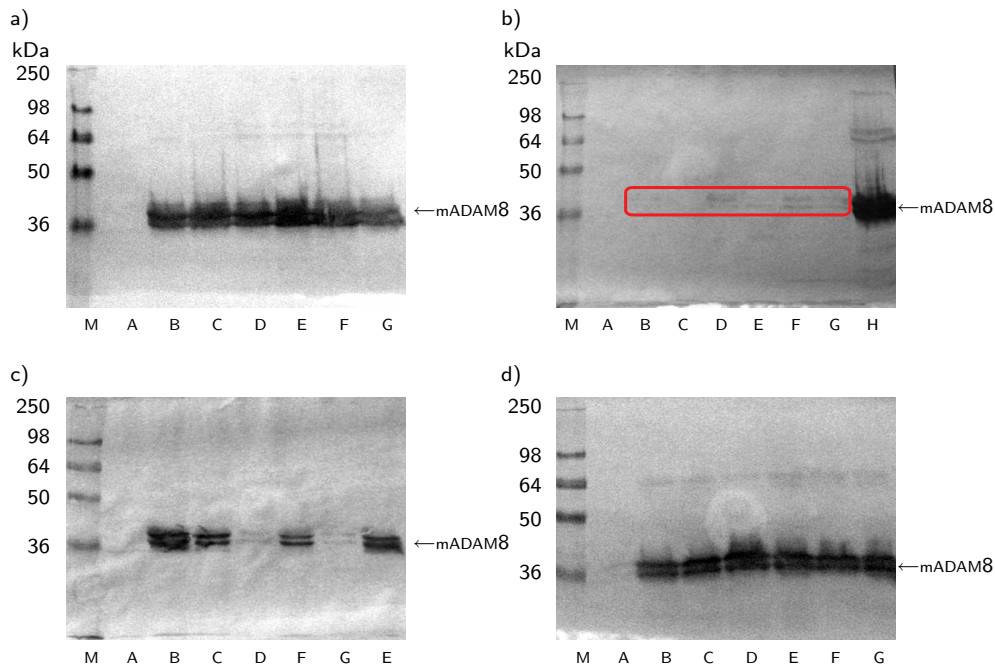 a)
kDa
250
98
64
50
36
←mADAM8
M A B C D E F G
b)
kDa
250
98
64
50
36
←mADAM8
M A B C D E F G H
c)
250
98
64
50
36
←mADAM8
M A B C D F G E
d)
250
98
64
50
36
←mADAM8
M A B C D E F G